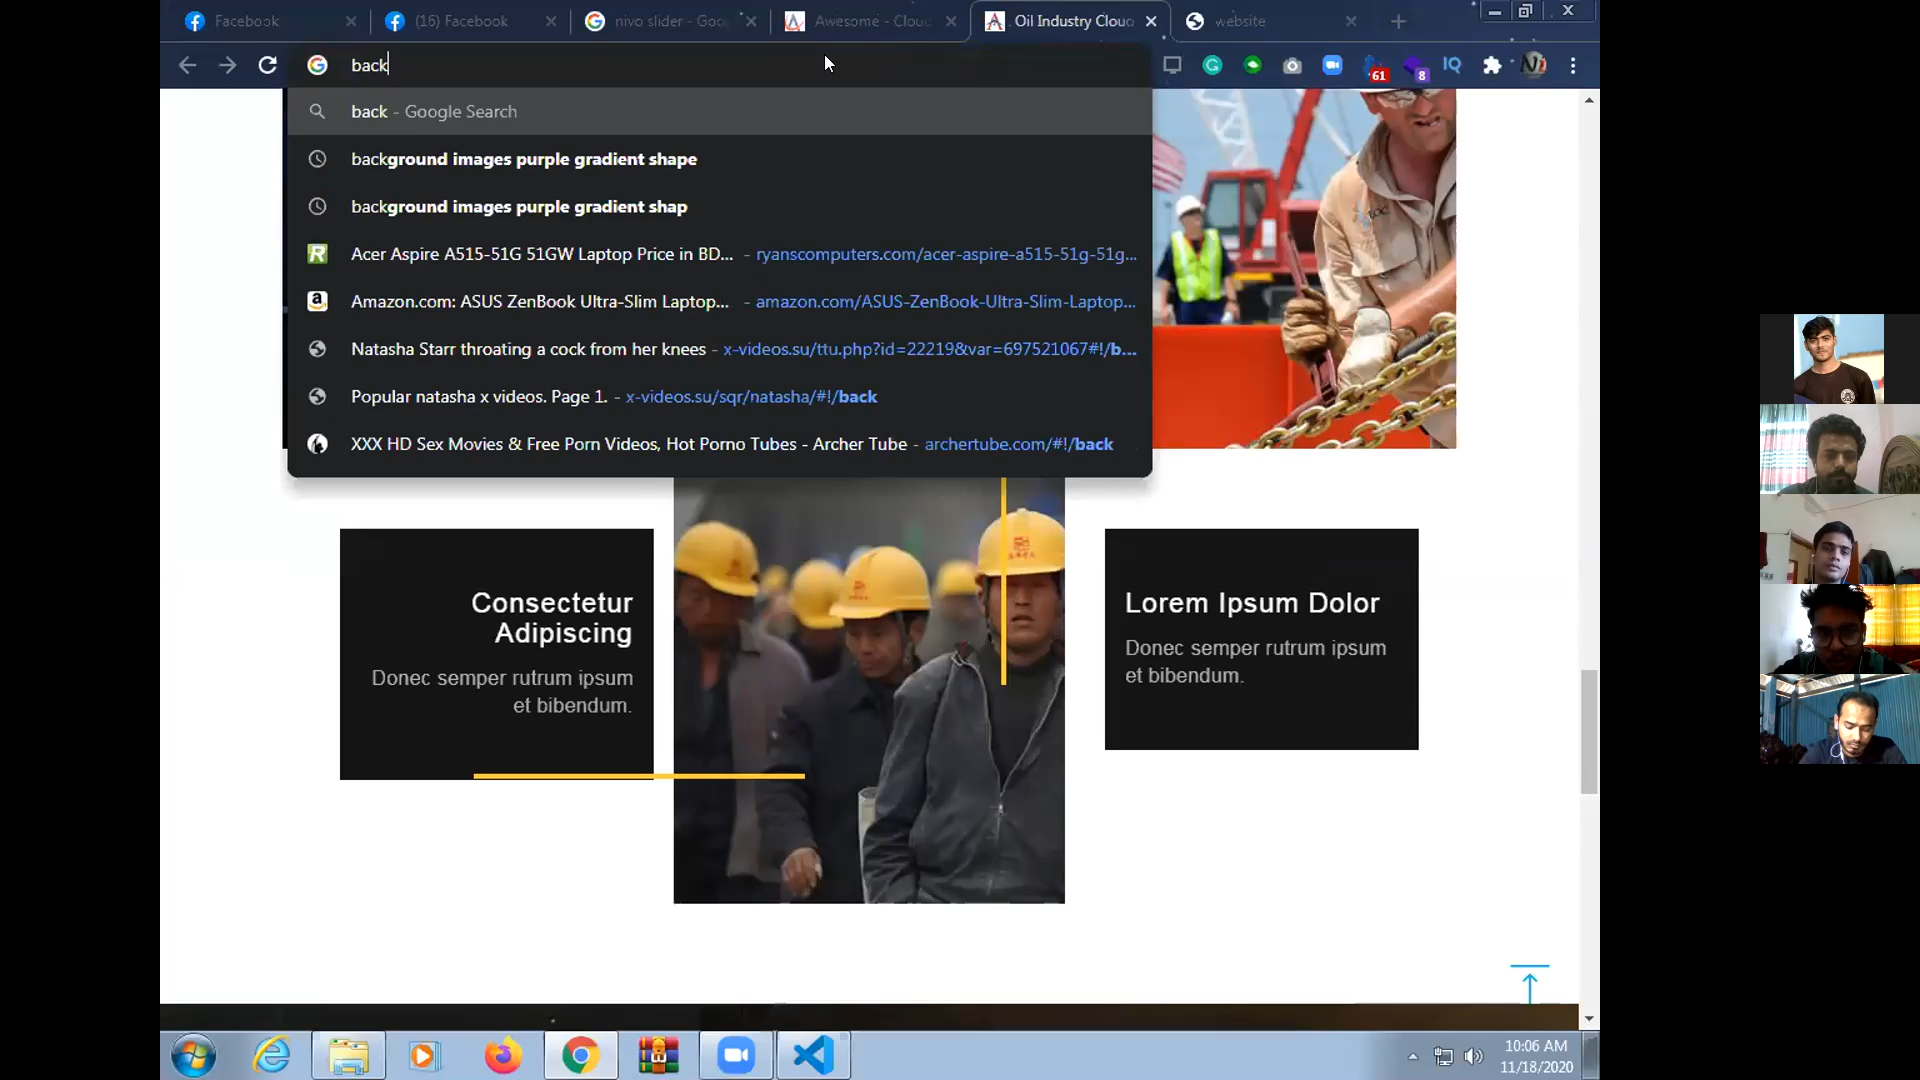 Facebook
(16) Facebook
nivo slider - Goo
Awesome - Cloud
Oil Industry Cloud
website
back
61
8
IQ
back - Google Search
background images purple gradient shape
background images purple gradient shap
Acer Aspire A515-51G 51GW Laptop Price in BD... - ryanscomputers.com/acer-aspire-a515-51g-51g...
Amazon.com: ASUS ZenBook Ultra-Slim Laptop... - amazon.com/ASUS-ZenBook-Ultra-Slim-Laptop...
Natasha Starr throating a cock from her knees - x-videos.su/ttu.php?id=22219&var=697521067#!/b...
Popular natasha x videos. Page 1. - x-videos.su/sqr/natasha/#!/back
XXX HD Sex Movies & Free Porn Videos, Hot Porno Tubes - Archer Tube - archertube.com/#!/back
Consectetur
Adipiscing
Donec semper rutrum ipsum
et bibendum.
Lorem Ipsum Dolor
Donec semper rutrum ipsum
et bibendum.
10:06 AM
11/18/2020